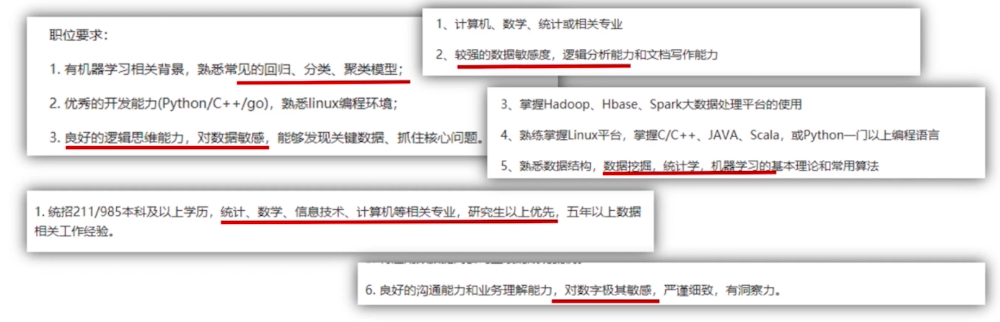 职位要求：
1. 有机器学习相关背景，熟悉常见的回归、分类、聚类模型；
2. 优秀的开发能力(Python/C++/go)，熟悉linux编程环境；
3. 良好的逻辑思维能力，对数据敏感，能够发现关键数据、抓住核心问题。
1、计算机、数学、统计或相关专业
2、较强的数据敏感度，逻辑分析能力和文档写作能力
3、掌握Hadoop、Hbase、Spark大数据处理平台的使用
4、熟练掌握Linux平台，掌握C/C++、JAVA、Scala，或Python一门以上编程语言
5、熟悉数据结构，数据挖掘，统计学，机器学习的基本理论和常用算法
1. 统招211/985本科及以上学历，统计、数学、信息技术、计算机等相关专业，研究生以上优先，五年以上数据
相关工作经验。
6. 良好的沟通能力和业务理解能力，对数字极其敏感，严谨细致，有洞察力。